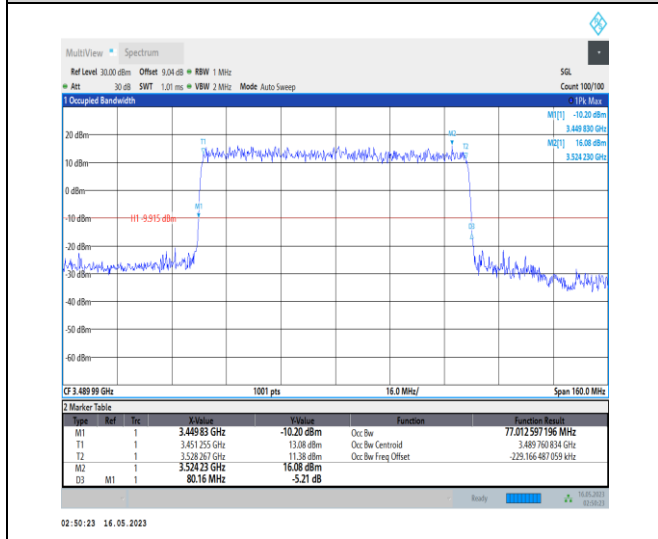 MultiView Spectrum
Ref Level 30.00 dBm Offset 9.04 dB RBW 1 MHz SGL
Att 30 dB SWT 1.01 ms VBW 2 MHz Mode Auto Sweep Count 100/100
1 Occupied Bandwidth 1Pk Max
M1[1] -10.20 dBm
3.449 830 GHz
M2[1] 16.08 dBm
3.524 230 GHz
20 dBm
T1
M2
T2
10 dBm
0 dBm
M1
-10 dBm
H1 -9.915 dBm
D3
-20 dBm
-30 dBm
-40 dBm
-50 dBm
-60 dBm
CF 3.489 99 GHz 1001 pts 16.0 MHz/ Span 160.0 MHz
2 Marker Table
Type Ref Trc X-Value Y-Value Function Function Result
M1 1 3.449 83 GHz -10.20 dBm Occ Bw 77.012 597 196 MHz
T1 1 3.451 255 GHz 13.08 dBm Occ Bw Centroid 3.489 760 834 GHz
T2 1 3.528 267 GHz 11.38 dBm Occ Bw Freq Offset -229.166 487 059 kHz
M2 1 3.524 23 GHz 16.08 dBm
D3 M1 1 80.16 MHz -5.21 dB
Ready 16.05.2023
02:50:23
02:50:23 16.05.2023